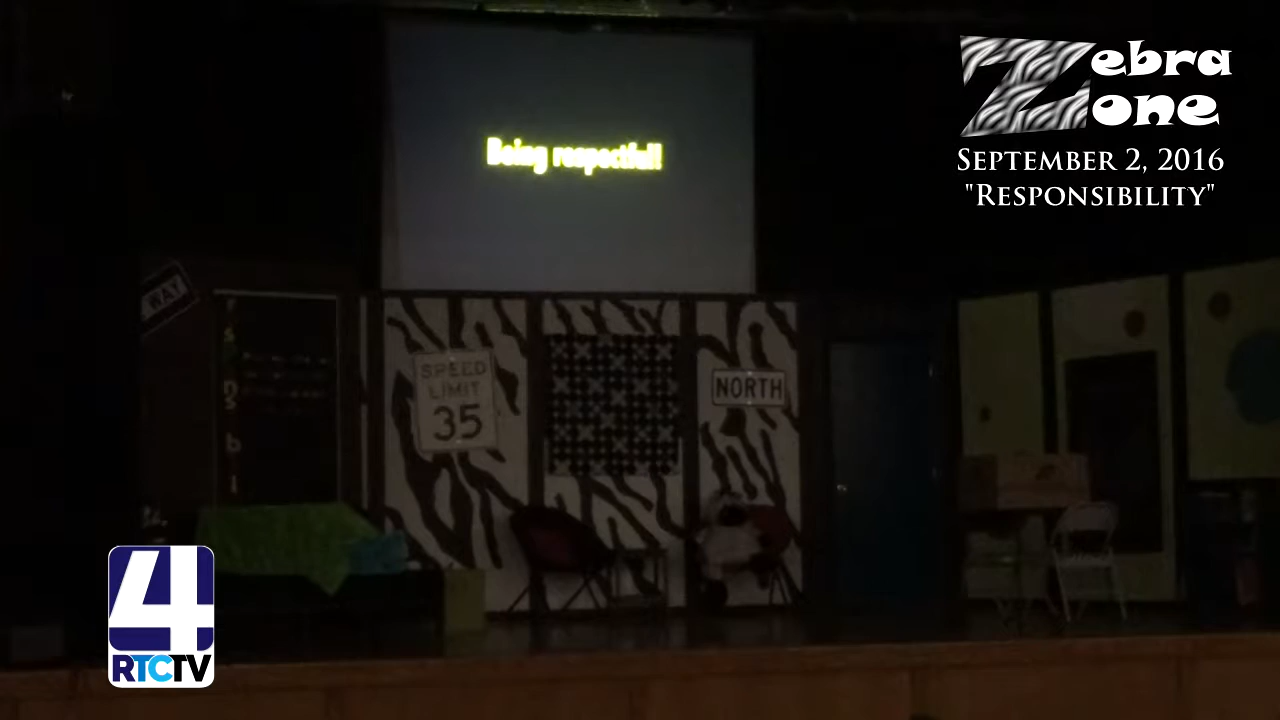 Being respectful!
Zebra
Zone
SEPTEMBER 2, 2016
"RESPONSIBILITY"
WAY
SPEED
LIMIT
35
NORTH
4
RTCTV